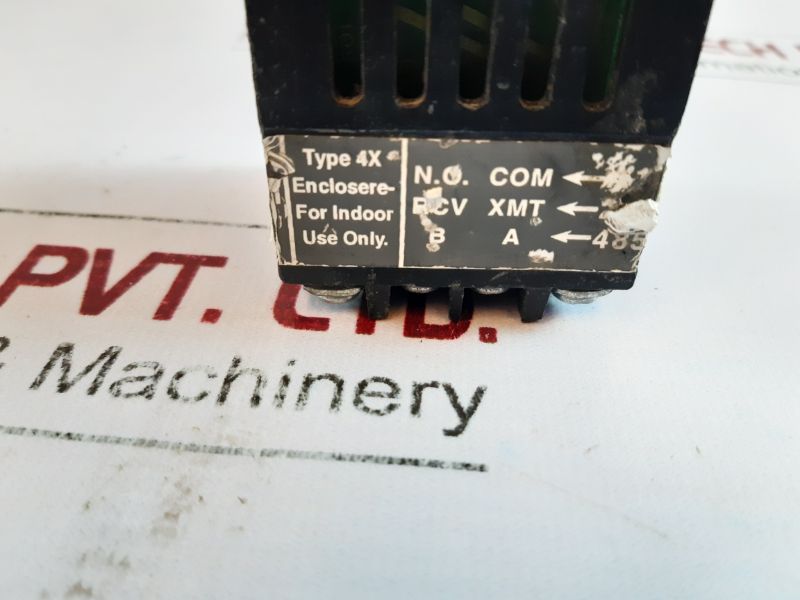 Type 4X
Enclosere-
For Indoor
Use Only.
N.O. COM ←
RCV XMT ←
B A ← 485
PVT. LTD.
& Machinery